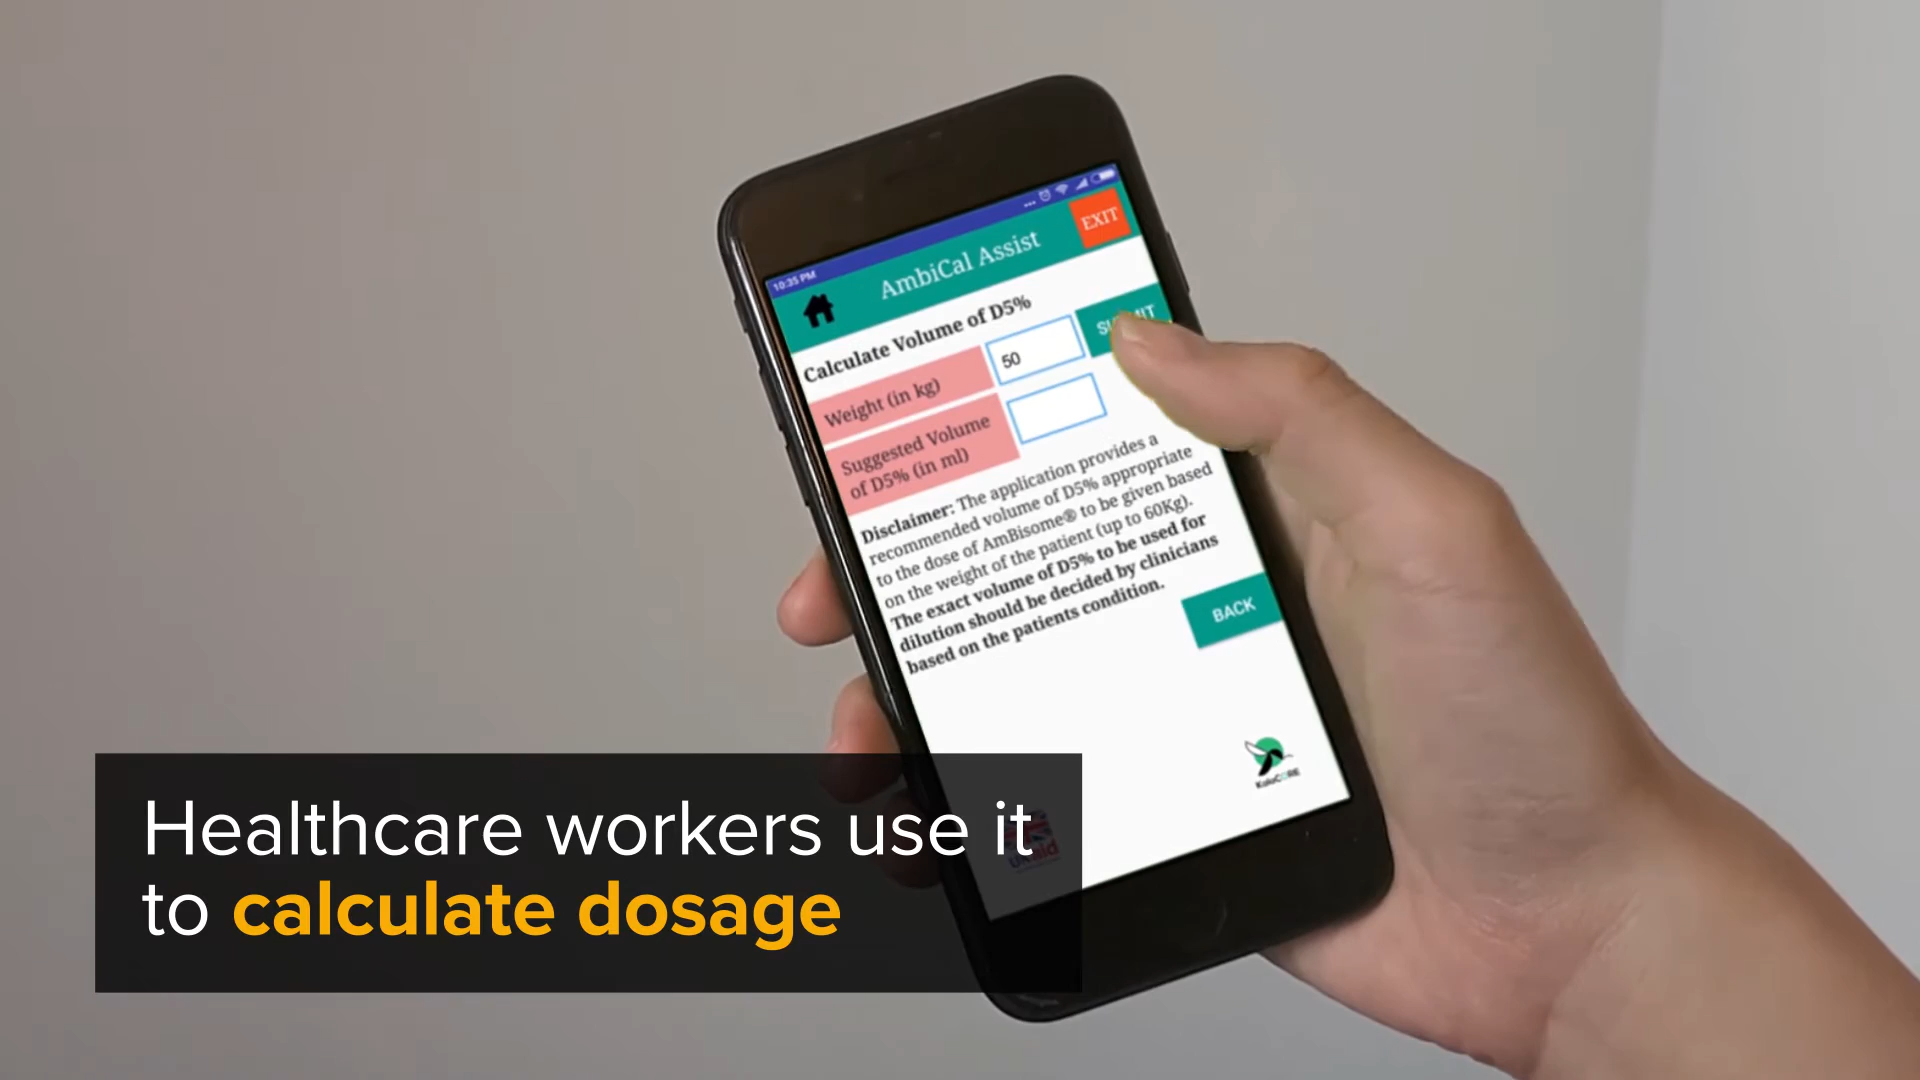 10:35 PM
AmbiCal Assist
EXIT
Calculate Volume of D5%
Weight (in kg)
50
Suggested Volume
of D5% (in ml)
Disclaimer: The application provides a
recommended volume of D5% appropriate
to the dose of AmBisome® to be given based
on the weight of the patient (up to 60Kg).
The exact volume of D5% to be used for
dilution should be decided by clinicians
based on the patients condition.
BACK
KalaCORE
Healthcare workers use it
to calculate dosage